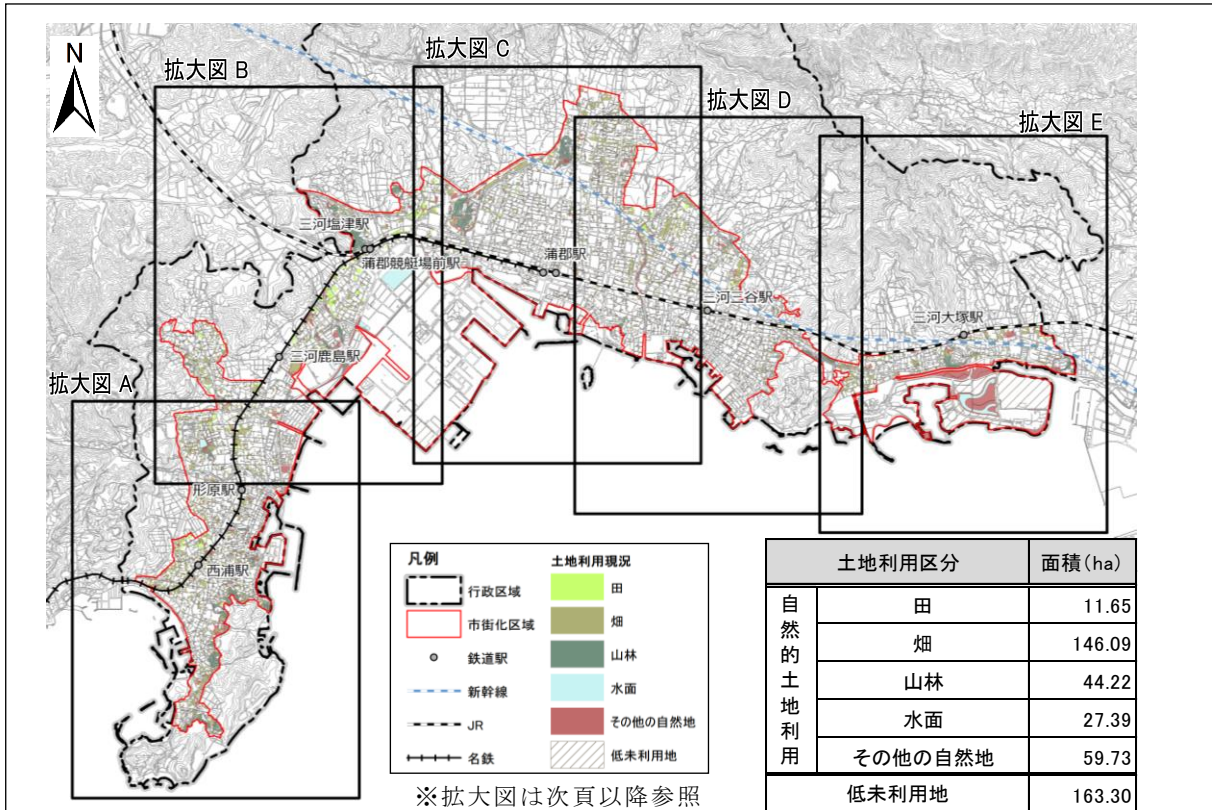 N
拡大図 B
拡大図 C
拡大図 D
拡大図 E
三河塩津駅
蒲郡競艇場前駅
蒲郡駅
三河三谷駅
三河大塚駅
三河鹿島駅
拡大図 A
形原駅
西浦駅
凡例
行政区域
市街化区域
鉄道駅
新幹線
JR
名鉄
土地利用現況
田
畑
山林
水面
その他の自然地
低未利用地
※拡大図は次頁以降参照
土地利用区分 面積(ha)
自然的土地利用
田 11.65
畑 146.09
山林 44.22
水面 27.39
その他の自然地 59.73
低未利用地 163.30